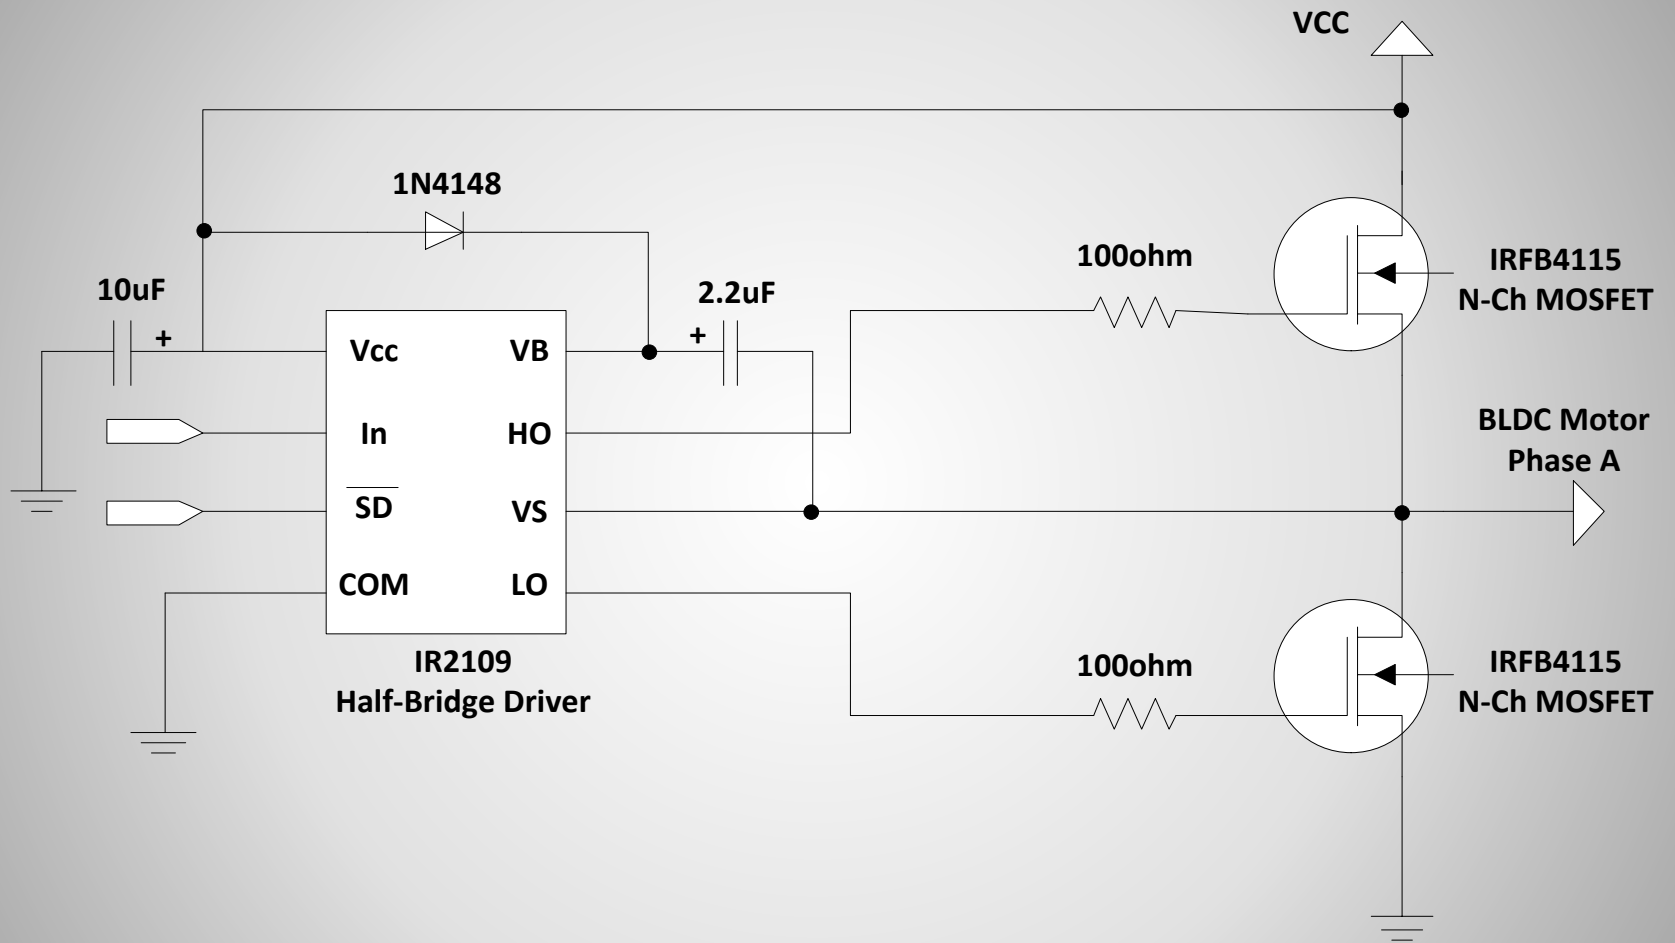 VCC
1N4148
100ohm
IRFB4115
N-Ch MOSFET
10uF
+
2.2uF
+
Vcc
VB
In
HO
SD
VS
COM
LO
BLDC Motor
Phase A
IR2109
Half-Bridge Driver
100ohm
IRFB4115
N-Ch MOSFET